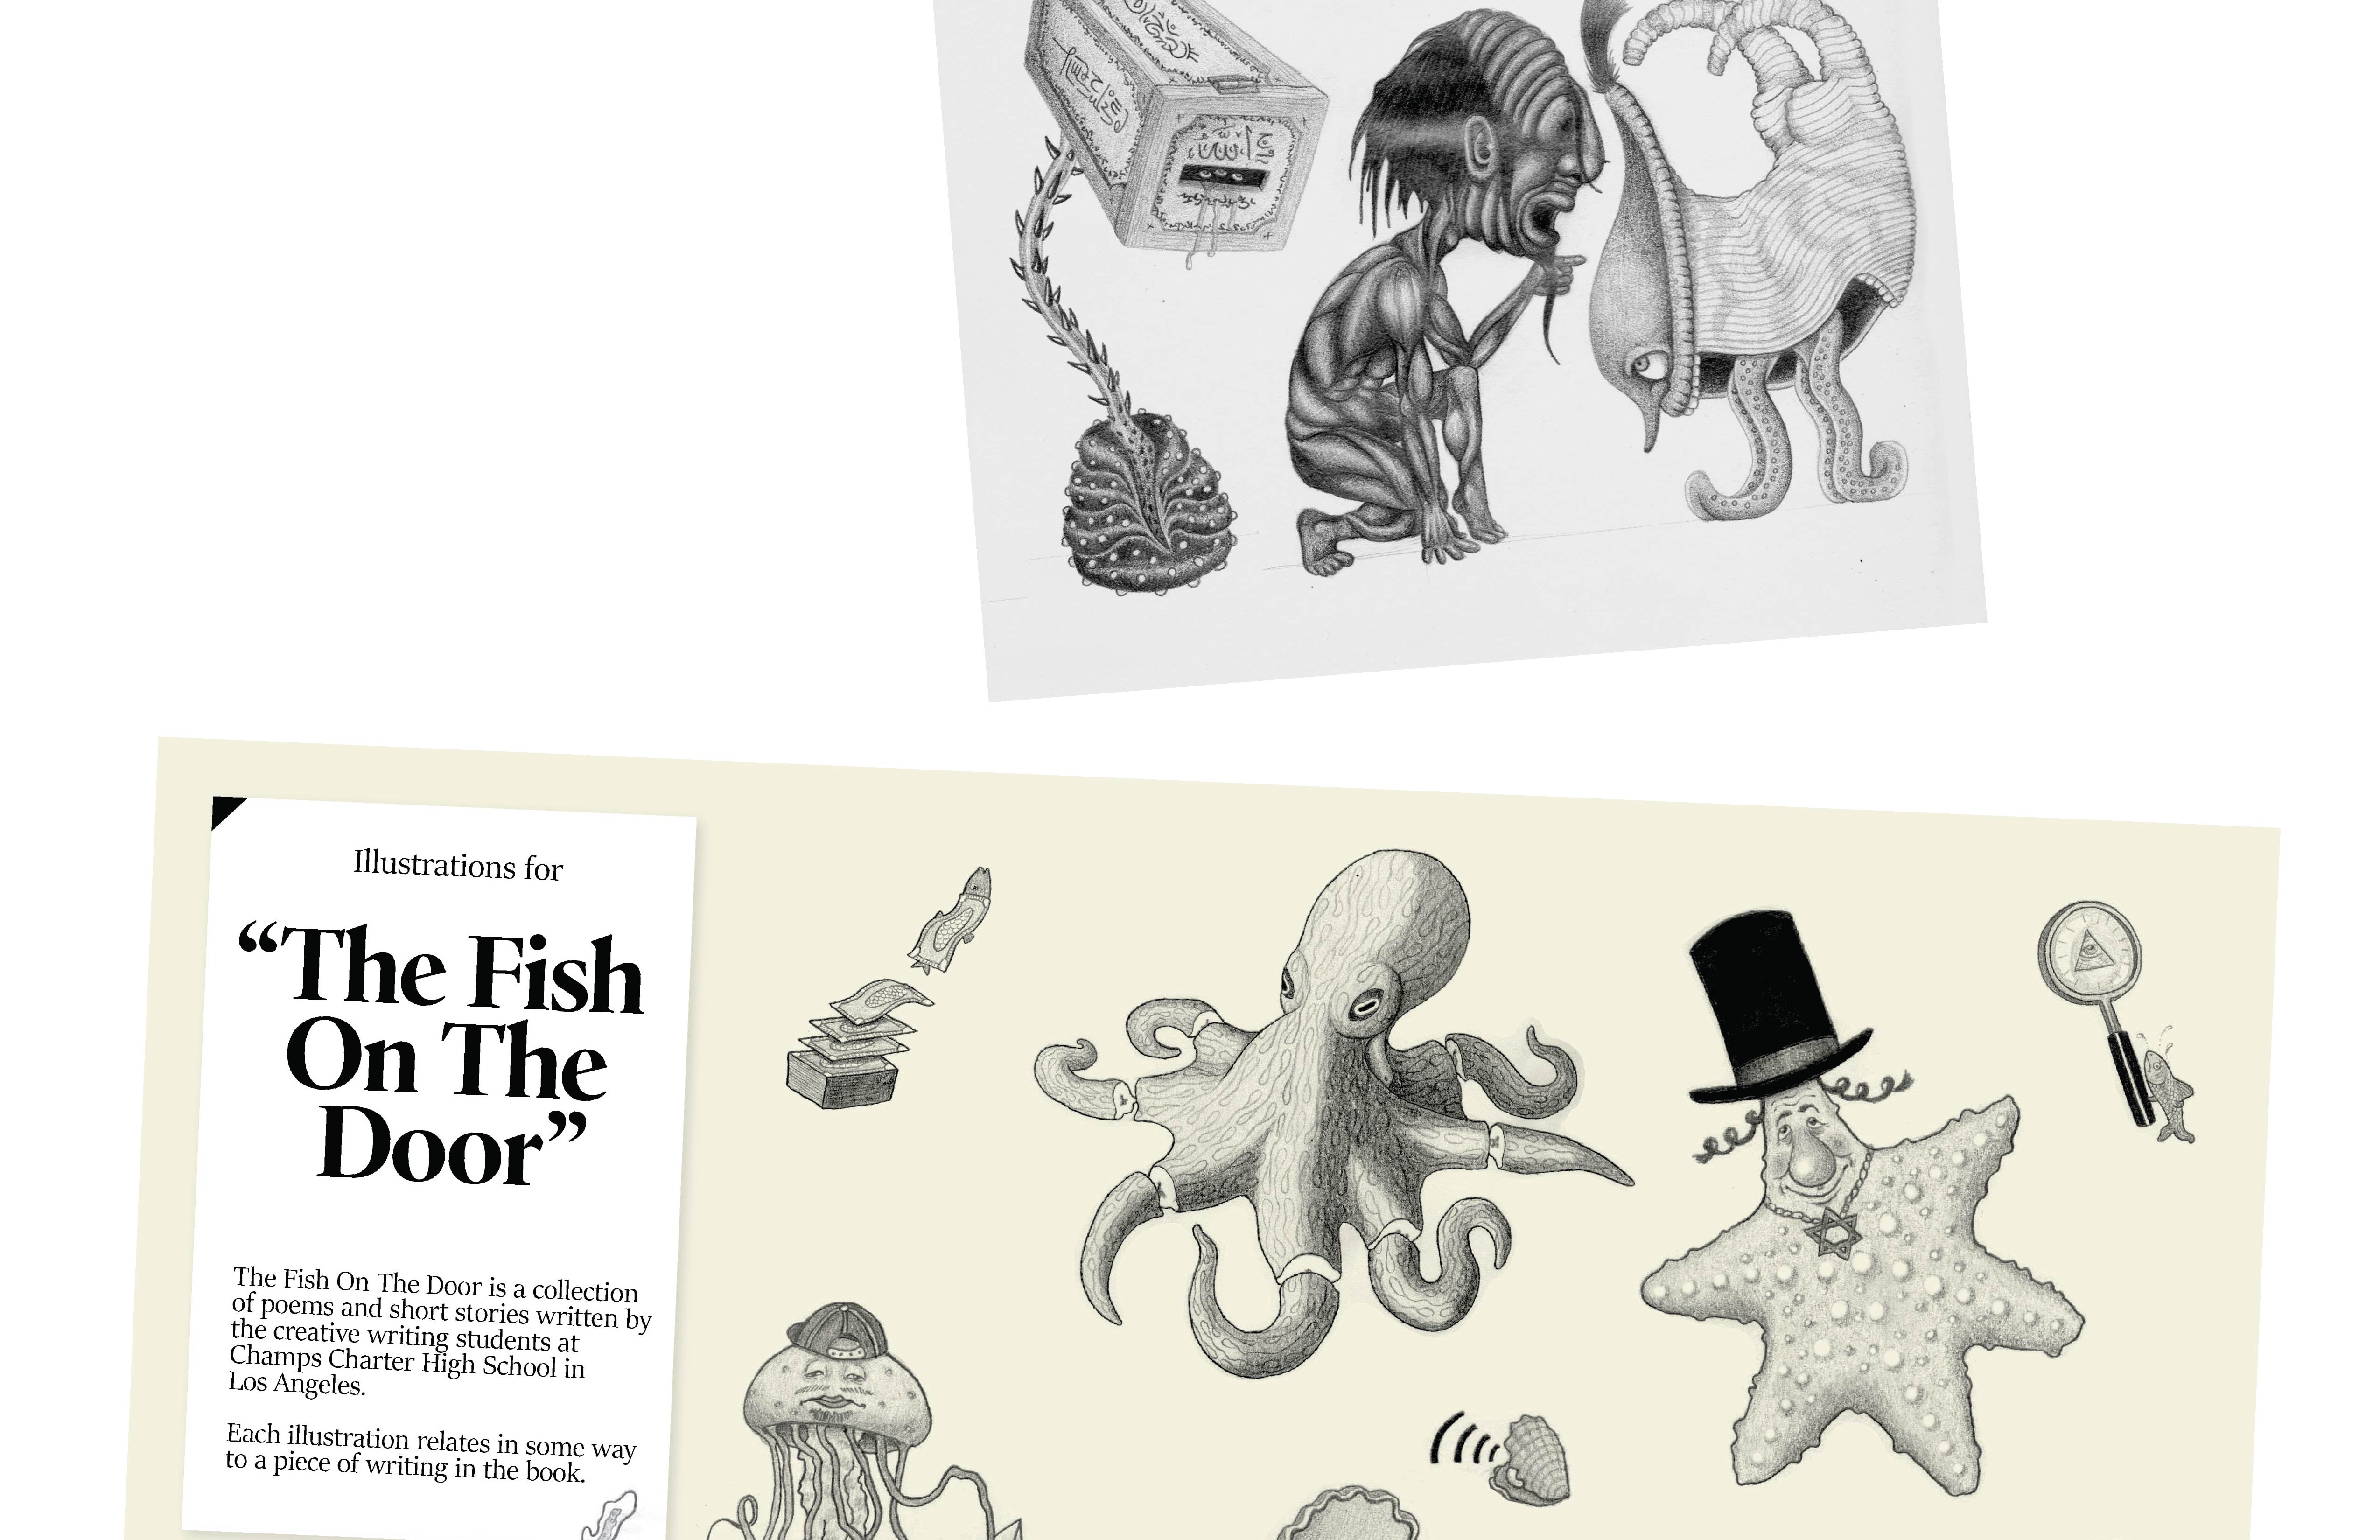 Illustrations for
“The Fish
On The
Door”
The Fish On The Door is a collection
of poems and short stories written by
the creative writing students at
Champs Charter High School in
Los Angeles.
Each illustration relates in some way
to a piece of writing in the book.